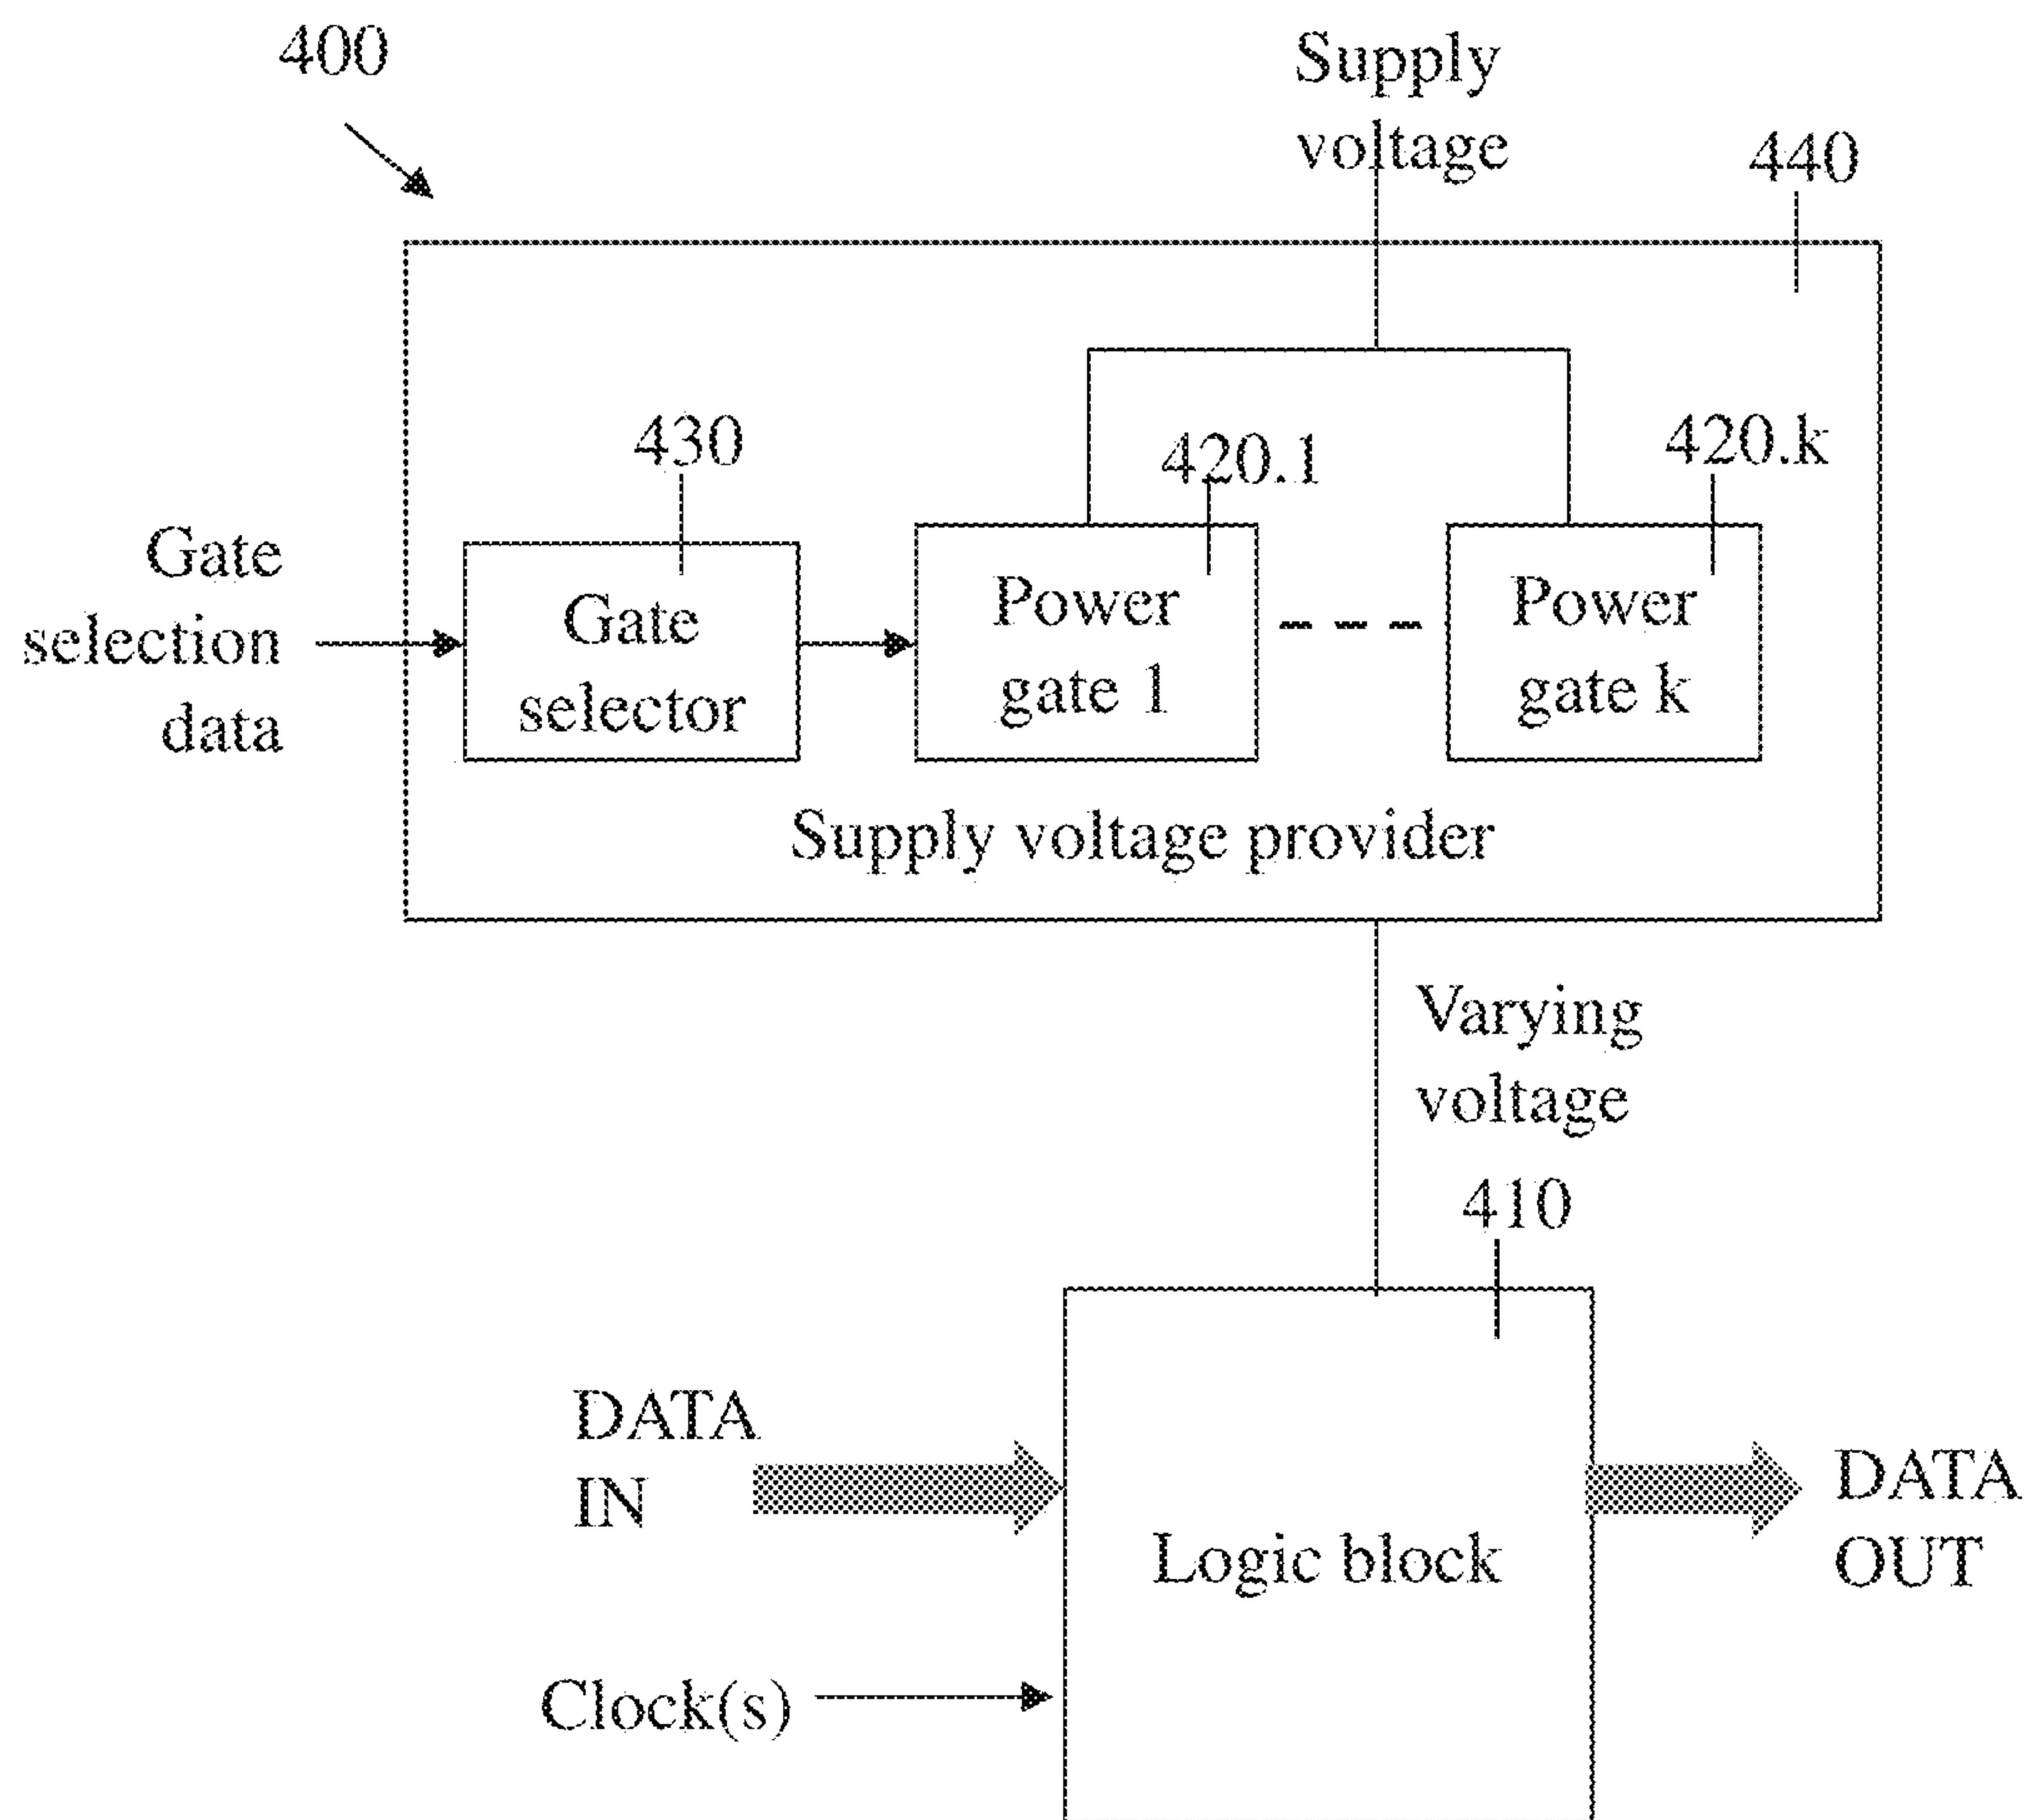 400
Supply
voltage
440
430
420.1
420.k
Gate
selection
data
Gate
selector
Power
gate 1
Power
gate k
Supply voltage provider
Varying
voltage
410
DATA
IN
Logic block
DATA
OUT
Clock(s)